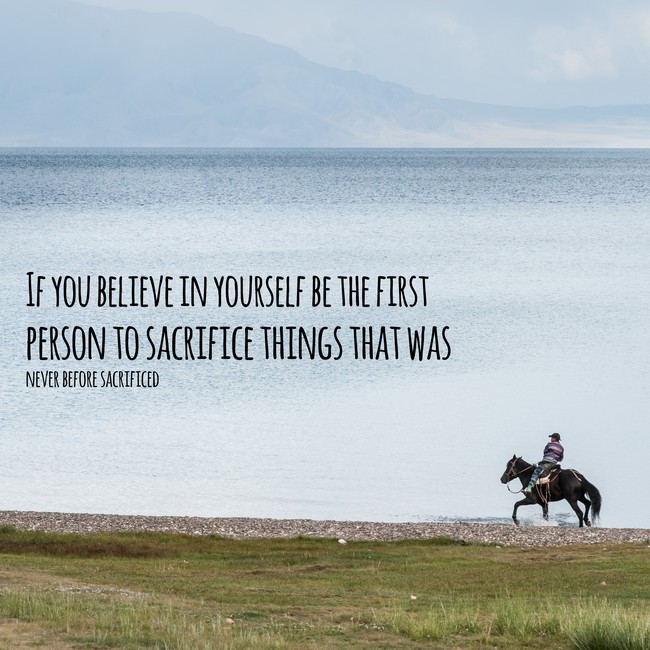 If you believe in yourself be the first
person to sacrifice things that was
never before sacrificed